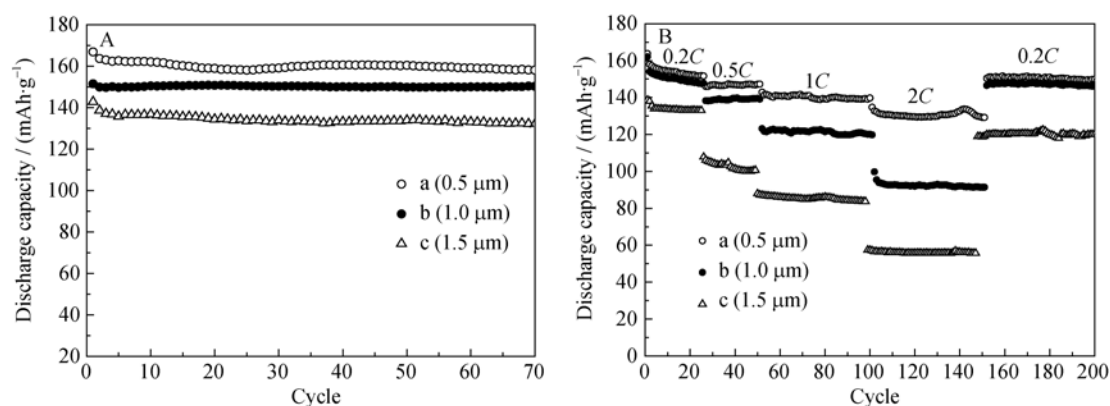 A
Discharge capacity / (mAh·g⁻¹)
180
160
140
120
100
80
60
40
20
a (0.5 μm)
b (1.0 μm)
c (1.5 μm)
0 10 20 30 40 50 60 70
Cycle
B
Discharge capacity / (mAh·g⁻¹)
180
160
140
120
100
80
60
40
20
0
0.2C
0.5C
1C
2C
0.2C
a (0.5 μm)
b (1.0 μm)
c (1.5 μm)
0 20 40 60 80 100 120 140 160 180 200
Cycle